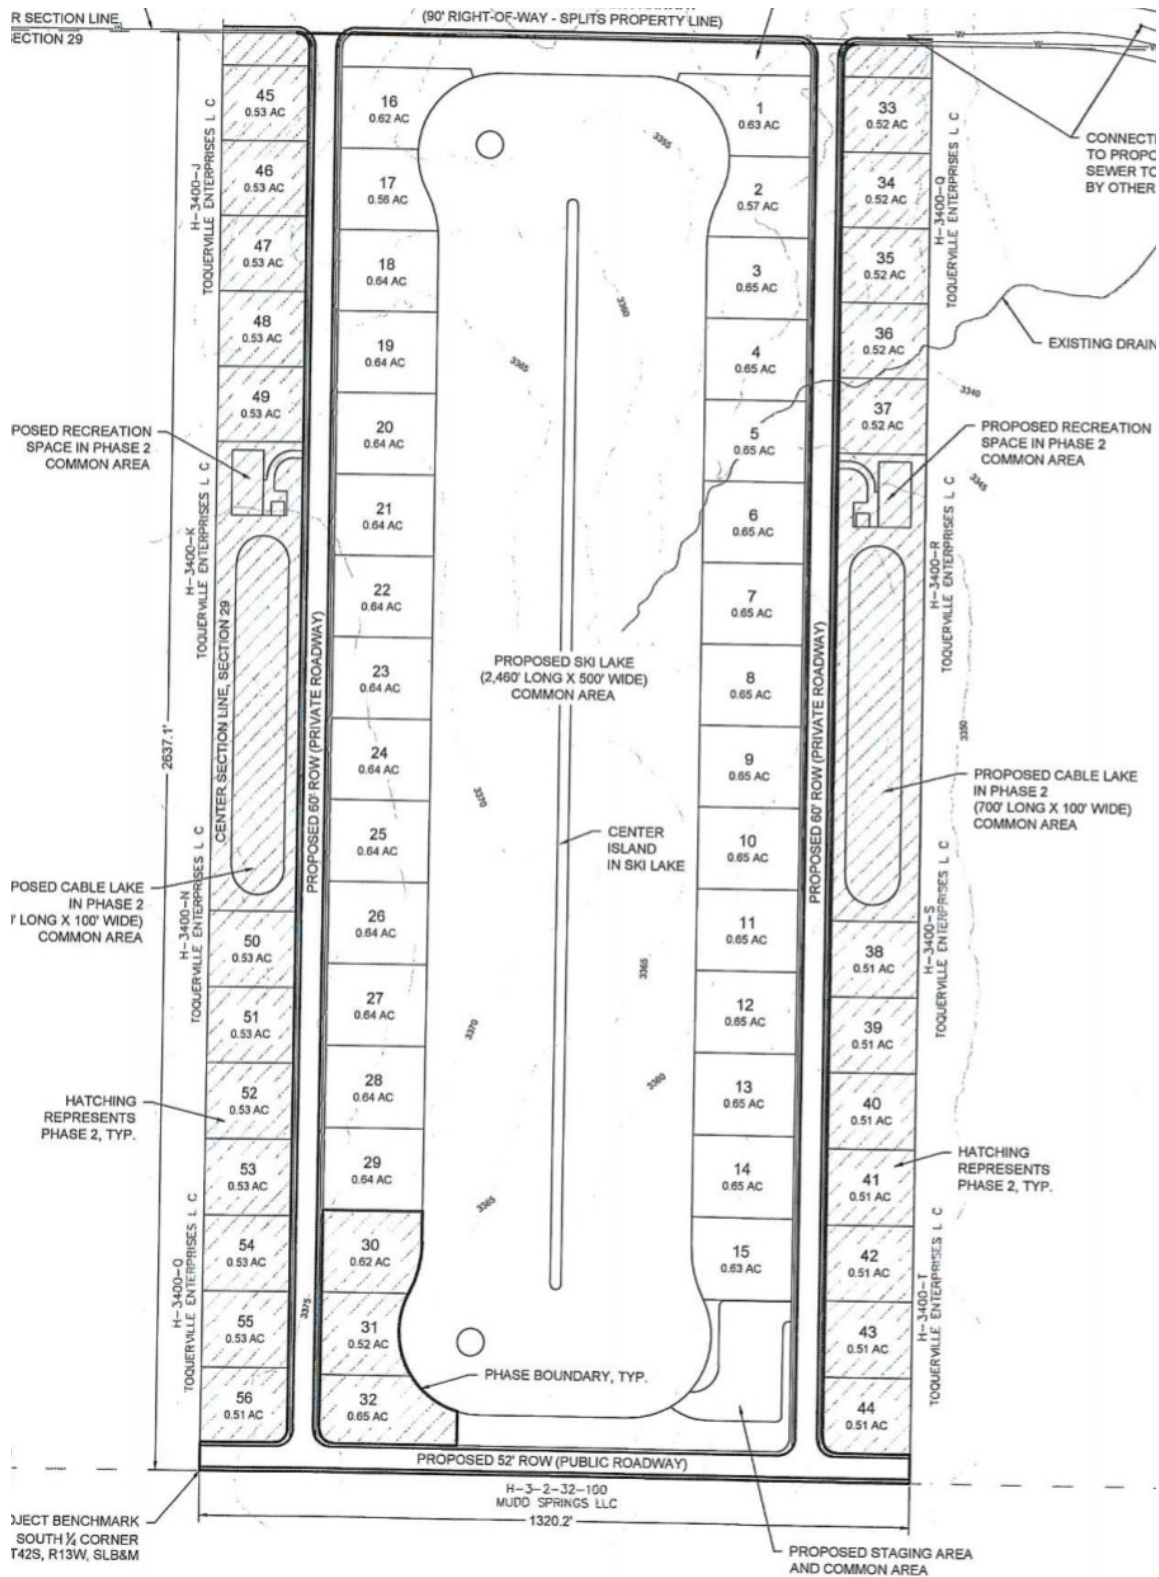 R SECTION LINE
ECTION 29
(90' RIGHT-OF-WAY - SPLITS PROPERTY LINE)
W
W
45
0.53 AC
46
0.53 AC
47
0.53 AC
48
0.53 AC
49
0.53 AC
H-3400-J
TOQUERVILLE ENTERPRISES L C
POSED RECREATION
SPACE IN PHASE 2
COMMON AREA
H-3400-K
TOQUERVILLE ENTERPRISES L C
CENTER SECTION LINE, SECTION 29
2637.1'
H-3400-N
TOQUERVILLE ENTERPRISES L C
POSED CABLE LAKE
IN PHASE 2
' LONG X 100' WIDE)
COMMON AREA
50
0.53 AC
51
0.53 AC
52
0.53 AC
53
0.53 AC
54
0.53 AC
55
0.53 AC
56
0.51 AC
HATCHING
REPRESENTS
PHASE 2, TYP.
H-3400-O
TOQUERVILLE ENTERPRISES L C
3375
PROPOSED 60' ROW (PRIVATE ROADWAY)
16
0.62 AC
17
0.56 AC
18
0.64 AC
19
0.64 AC
20
0.64 AC
21
0.64 AC
22
0.64 AC
23
0.64 AC
24
0.64 AC
25
0.64 AC
26
0.64 AC
27
0.64 AC
28
0.64 AC
29
0.64 AC
30
0.62 AC
31
0.52 AC
32
0.65 AC
3355
3360
3365
PROPOSED SKI LAKE
(2,460' LONG X 500' WIDE)
COMMON AREA
3370
CENTER
ISLAND
IN SKI LAKE
3365
3370
3360
3365
PHASE BOUNDARY, TYP.
1
0.63 AC
2
0.57 AC
3
0.65 AC
4
0.65 AC
5
0.65 AC
6
0.65 AC
7
0.65 AC
8
0.65 AC
9
0.65 AC
10
0.65 AC
11
0.65 AC
12
0.65 AC
13
0.65 AC
14
0.65 AC
15
0.63 AC
PROPOSED 60' ROW (PRIVATE ROADWAY)
33
0.52 AC
34
0.52 AC
35
0.52 AC
36
0.52 AC
37
0.52 AC
38
0.51 AC
39
0.51 AC
40
0.51 AC
41
0.51 AC
42
0.51 AC
43
0.51 AC
44
0.51 AC
H-3400-Q
TOQUERVILLE ENTERPRISES L C
CONNECTI
TO PROPO
SEWER TO
BY OTHER
EXISTING DRAIN
3340
PROPOSED RECREATION
SPACE IN PHASE 2
COMMON AREA
3345
H-3400-R
TOQUERVILLE ENTERPRISES L C
3350
PROPOSED CABLE LAKE
IN PHASE 2
(700' LONG X 100' WIDE)
COMMON AREA
H-3400-S
TOQUERVILLE ENTERPRISES L C
HATCHING
REPRESENTS
PHASE 2, TYP.
H-3400-T
TOQUERVILLE ENTERPRISES L C
PROPOSED 52' ROW (PUBLIC ROADWAY)
H-3-2-32-100
MUDD SPRINGS LLC
1320.2'
OJECT BENCHMARK
SOUTH ¼ CORNER
T42S, R13W, SLB&M
PROPOSED STAGING AREA
AND COMMON AREA